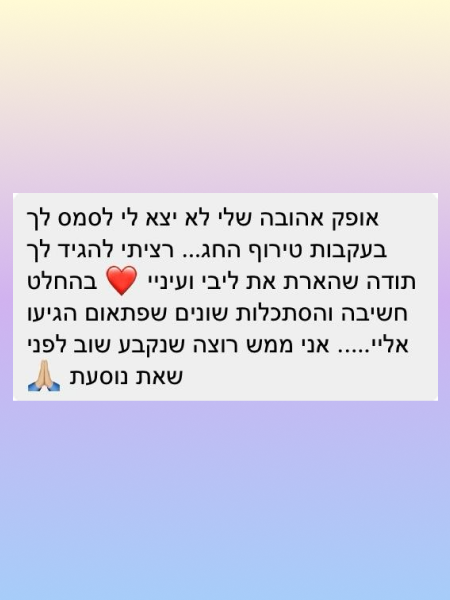 אופק אהובה שלי לא יצא לי לסמס לך
בעקבות טירוף החג... רציתי להגיד לך
תודה שהארת את ליבי ועיניי ❤️ בהחלט
חשיבה והסתכלות שונים שפתאום הגיעו
אליי..... אני ממש רוצה שנקבע שוב לפני
שאת נוסעת 🙏🏼